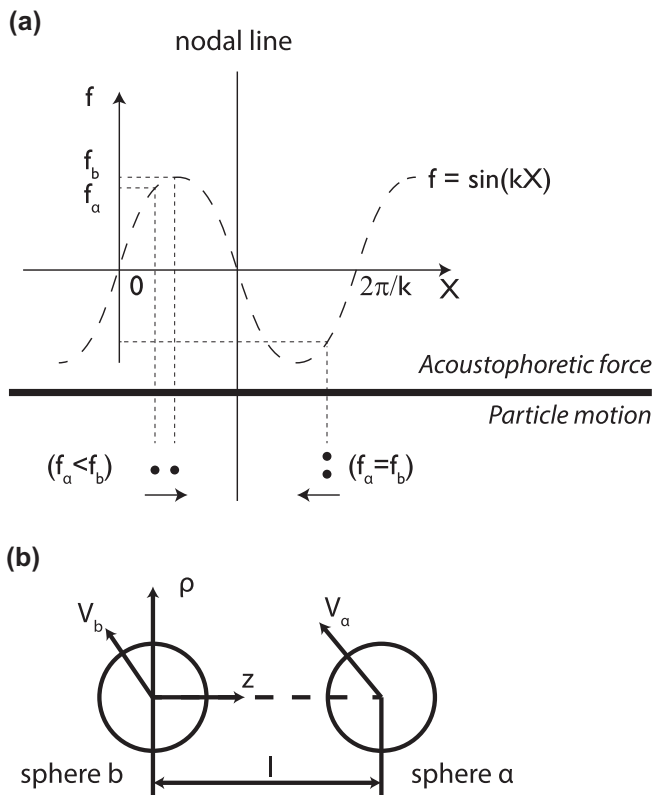 (a)
nodal line
f
f_b
f_α
f = sin(kX)
0
2π/k
X
Acoustophoretic force
Particle motion
(f_α<f_b)
(f_α=f_b)
(b)
ρ
V_b
V_α
z
l
sphere b
sphere α